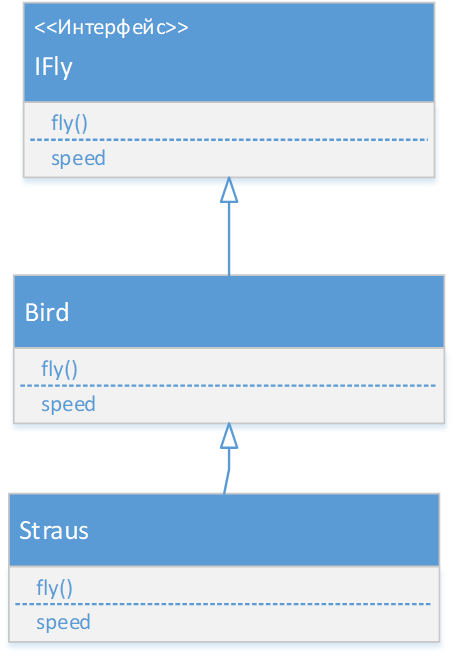 <<Интерфейс>>
IFly
fly()
speed
Bird
fly()
speed
Straus
fly()
speed